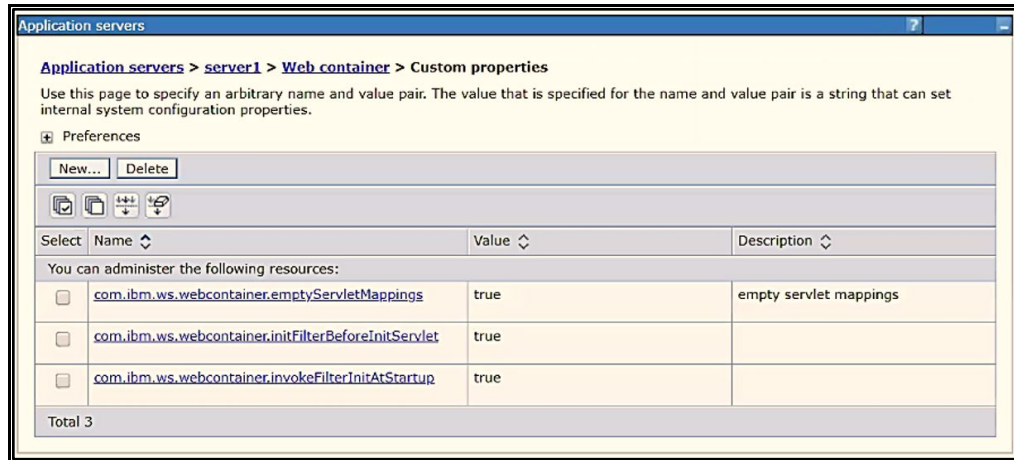 Application servers ?
Application servers > server1 > Web container > Custom properties
Use this page to specify an arbitrary name and value pair. The value that is specified for the name and value pair is a string that can set
internal system configuration properties.
Preferences
New... Delete
Select Name Value Description
You can administer the following resources:
com.ibm.ws.webcontainer.emptyServletMappings true empty servlet mappings
com.ibm.ws.webcontainer.initFilterBeforeInitServlet true
com.ibm.ws.webcontainer.invokeFilterInitAtStartup true
Total 3